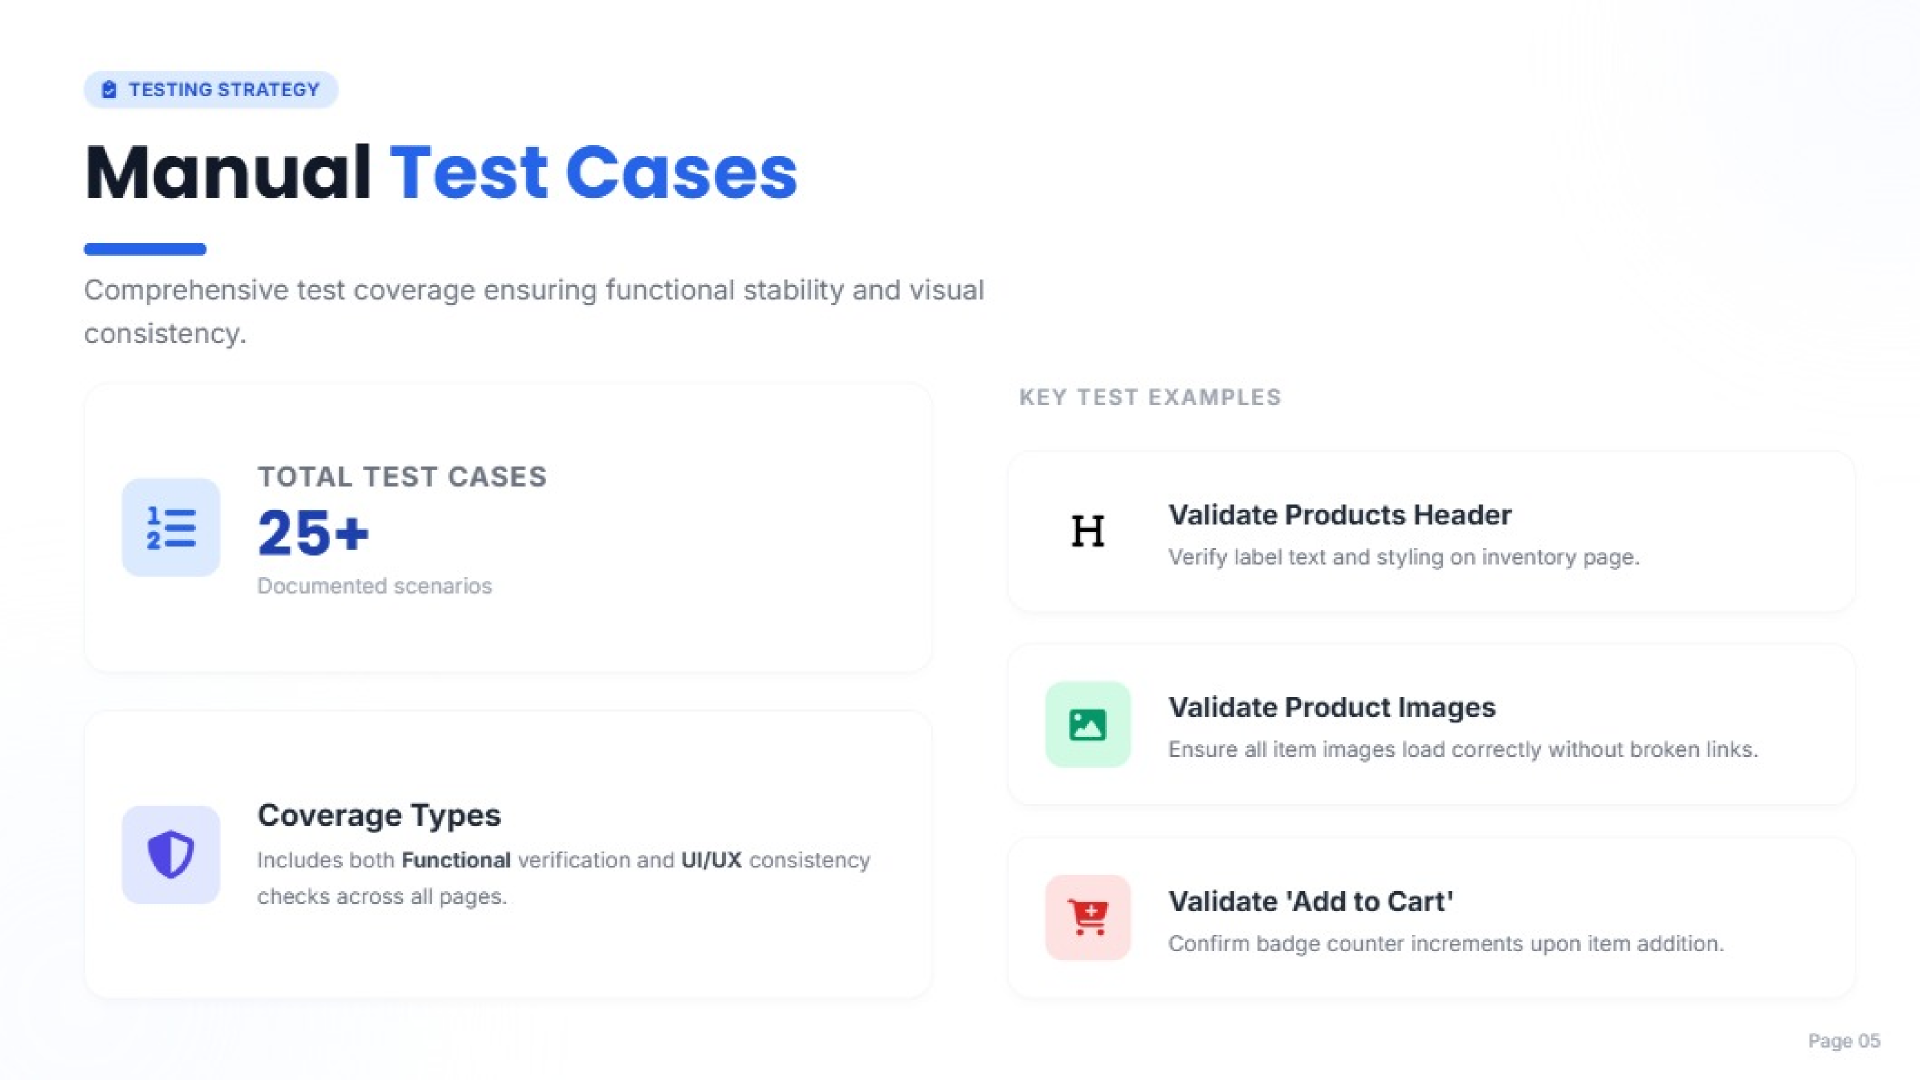 TESTING STRATEGY
Manual Test Cases
Comprehensive test coverage ensuring functional stability and visual
consistency.
TOTAL TEST CASES
25+
Documented scenarios
Coverage Types
Includes both Functional verification and UI/UX consistency
checks across all pages.
KEY TEST EXAMPLES
H
Validate Products Header
Verify label text and styling on inventory page.
Validate Product Images
Ensure all item images load correctly without broken links.
Validate 'Add to Cart'
Confirm badge counter increments upon item addition.
Page 05